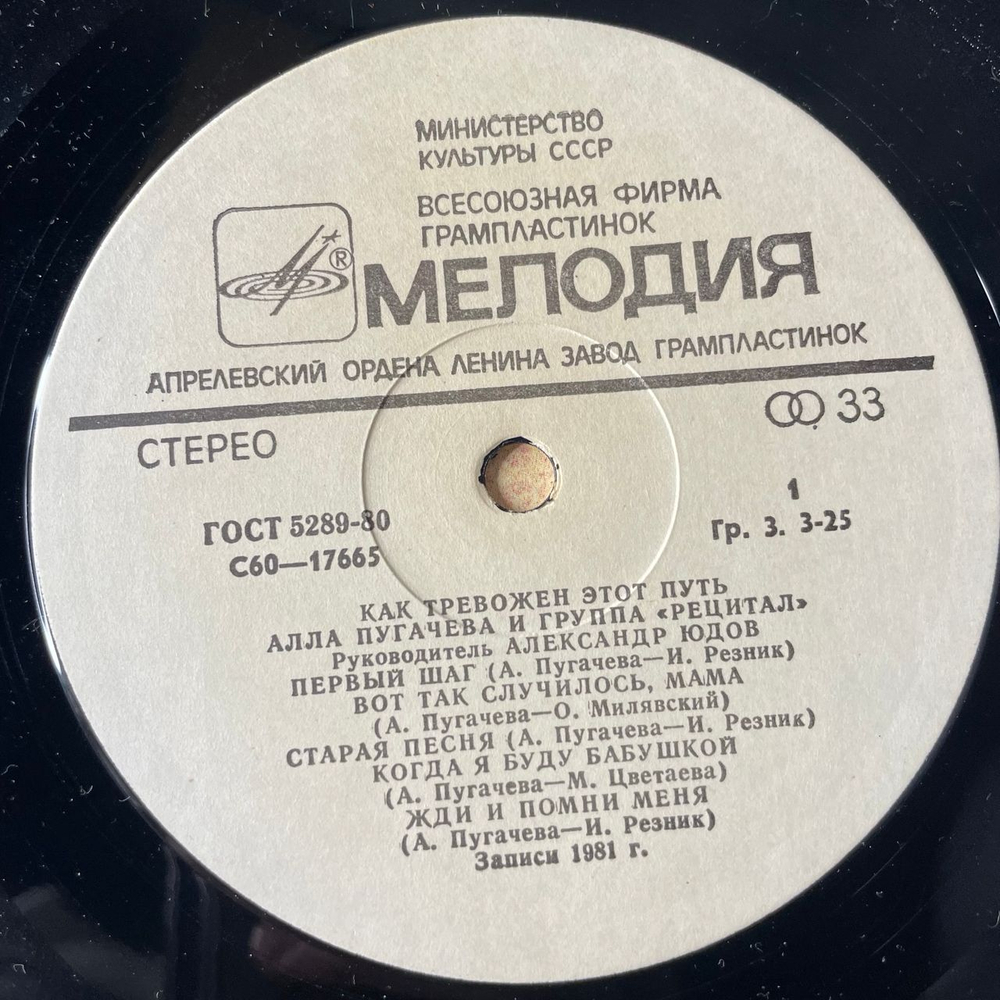 МИНИСТЕРСТВО
КУЛЬТУРЫ СССР
ВСЕСОЮЗНАЯ ФИРМА
ГРАМПЛАСТИНОК
®
МЕЛОДИЯ
АПРЕЛЕВСКИЙ ОРДЕНА ЛЕНИНА ЗАВОД ГРАМПЛАСТИНОК
СТЕРЕО
33
ГОСТ 5289-80
1
С60—17665
Гр. 3. 3-25
КАК ТРЕВОЖЕН ЭТОТ ПУТЬ
АЛЛА ПУГАЧЕВА И ГРУППА «РЕЦИТАЛ»
Руководитель АЛЕКСАНДР ЮДОВ
ПЕРВЫЙ ШАГ (А. Пугачева—И. Резник)
ВОТ ТАК СЛУЧИЛОСЬ, МАМА
(А. Пугачева—О. Милявский)
СТАРАЯ ПЕСНЯ (А. Пугачева—И. Резник)
КОГДА Я БУДУ БАБУШКОЙ
(А. Пугачева—М. Цветаева)
ЖДИ И ПОМНИ МЕНЯ
(А. Пугачева—И. Резник)
Записи 1981 г.